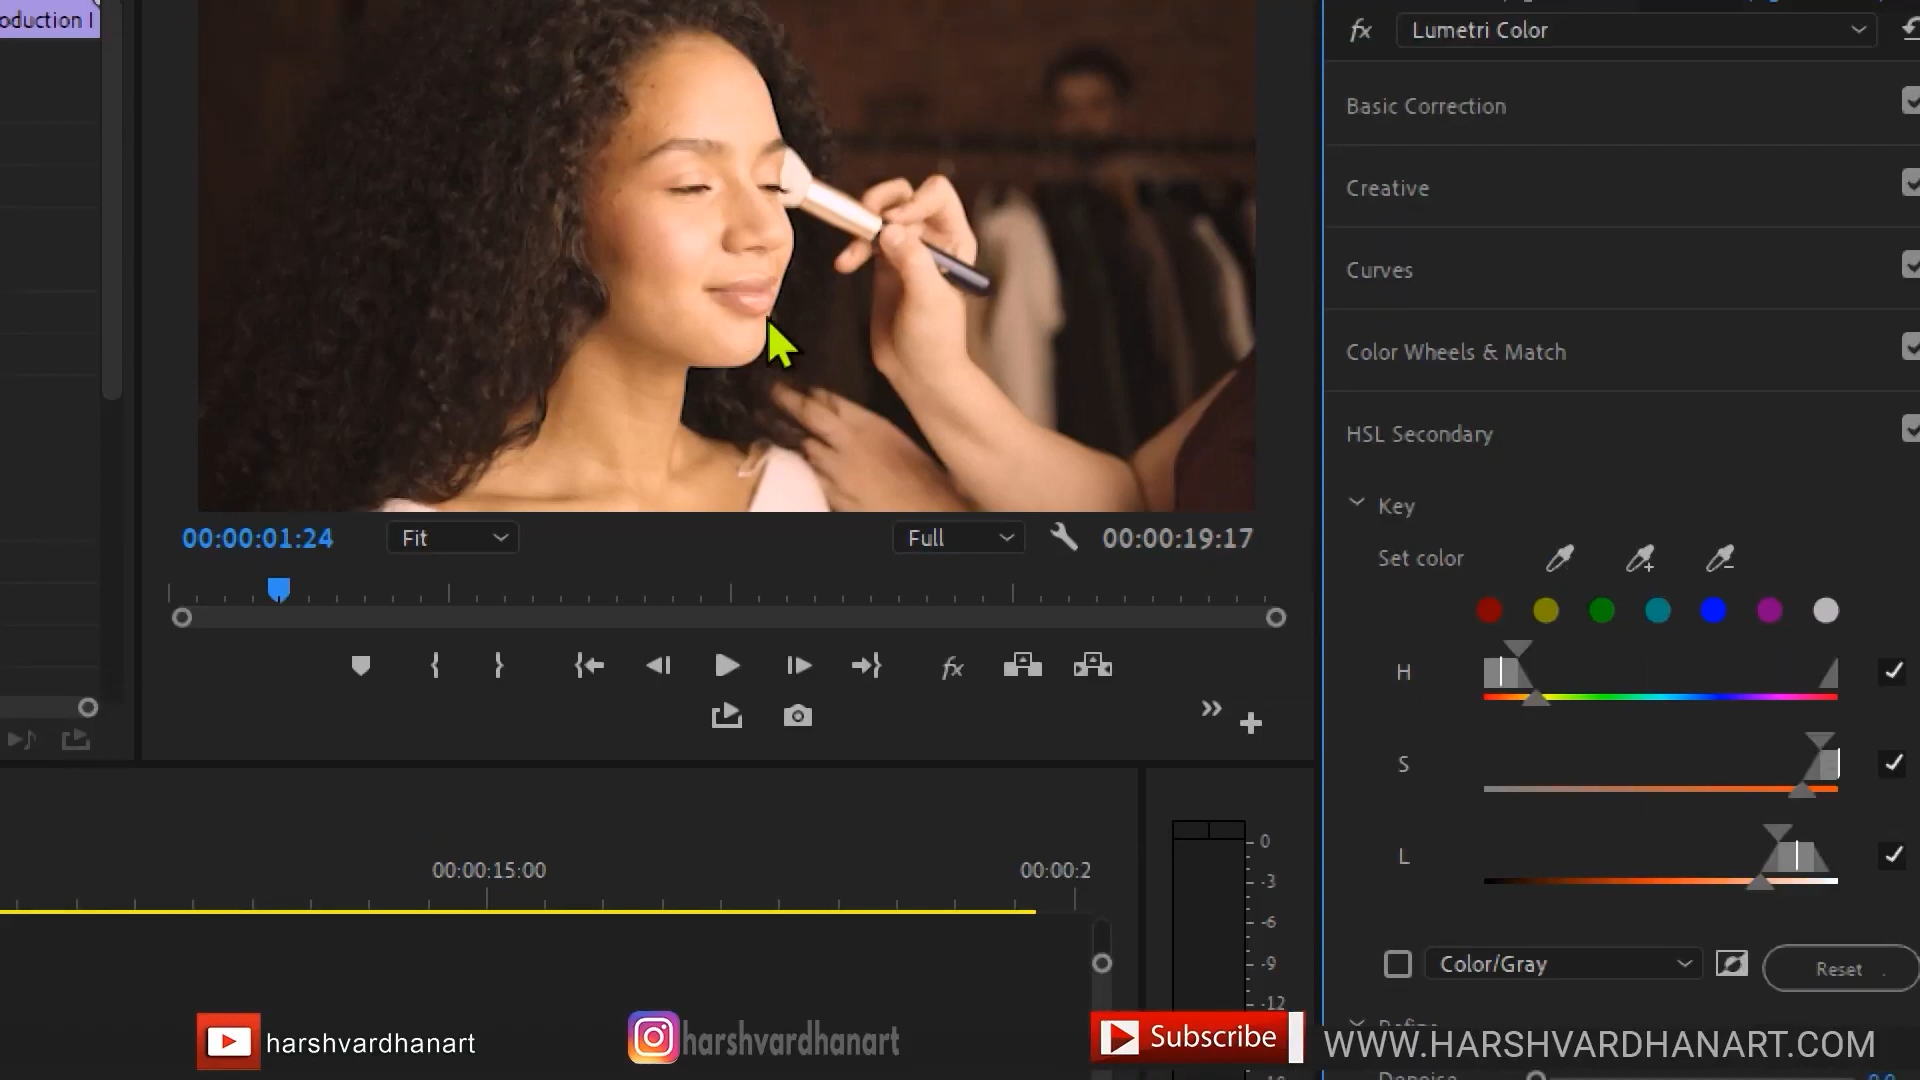 oduction I
fx
Lumetri Color
Basic Correction
Creative
Curves
Color Wheels & Match
HSL Secondary
Key
Set color
H
S
L
Color/Gray
Reset
Refine
Denoise
00:00:01:24
Fit
Full
00:00:19:17
fx
00:00:15:00
00:00:2
0
-3
-6
-9
-12
harshvardhanart
harshvardhanart
Subscribe
WWW.HARSHVARDHANART.COM